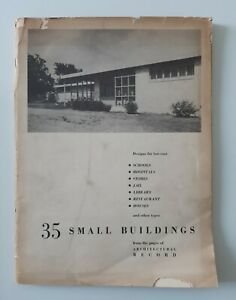 Designs for low-cost
• SCHOOLS
• HOSPITALS
• STORES
• JAIL
• LIBRARY
• RESTAURANT
• HOUSES
and other types
35 SMALL BUILDINGS
from the pages of
ARCHITECTURAL
RECORD